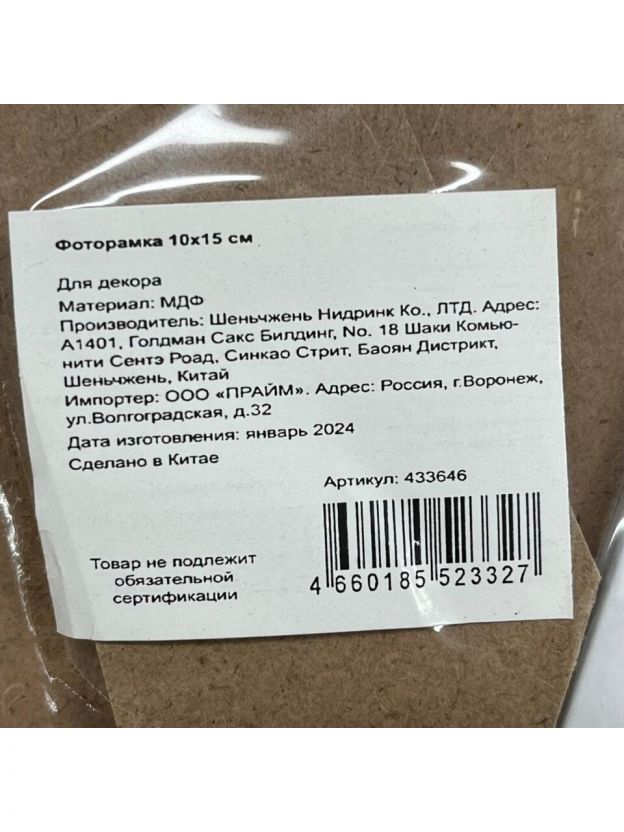 Фоторамка 10х15 см
Для декора
Материал: МДФ
Производитель: Шеньчжень Нидринк Ко., ЛТД. Адрес:
А1401, Голдман Сакс Билдинг, No. 18 Шаки Комью-
нити Сентэ Роад, Синкао Стрит, Баоян Дистрикт,
Шеньчжень, Китай
Импортер: ООО «ПРАЙМ». Адрес: Россия, г.Воронеж,
ул.Волгоградская, д.32
Дата изготовления: январь 2024
Сделано в Китае
Артикул: 433646
Товар не подлежит
обязательной
сертификации
4 660185 523327